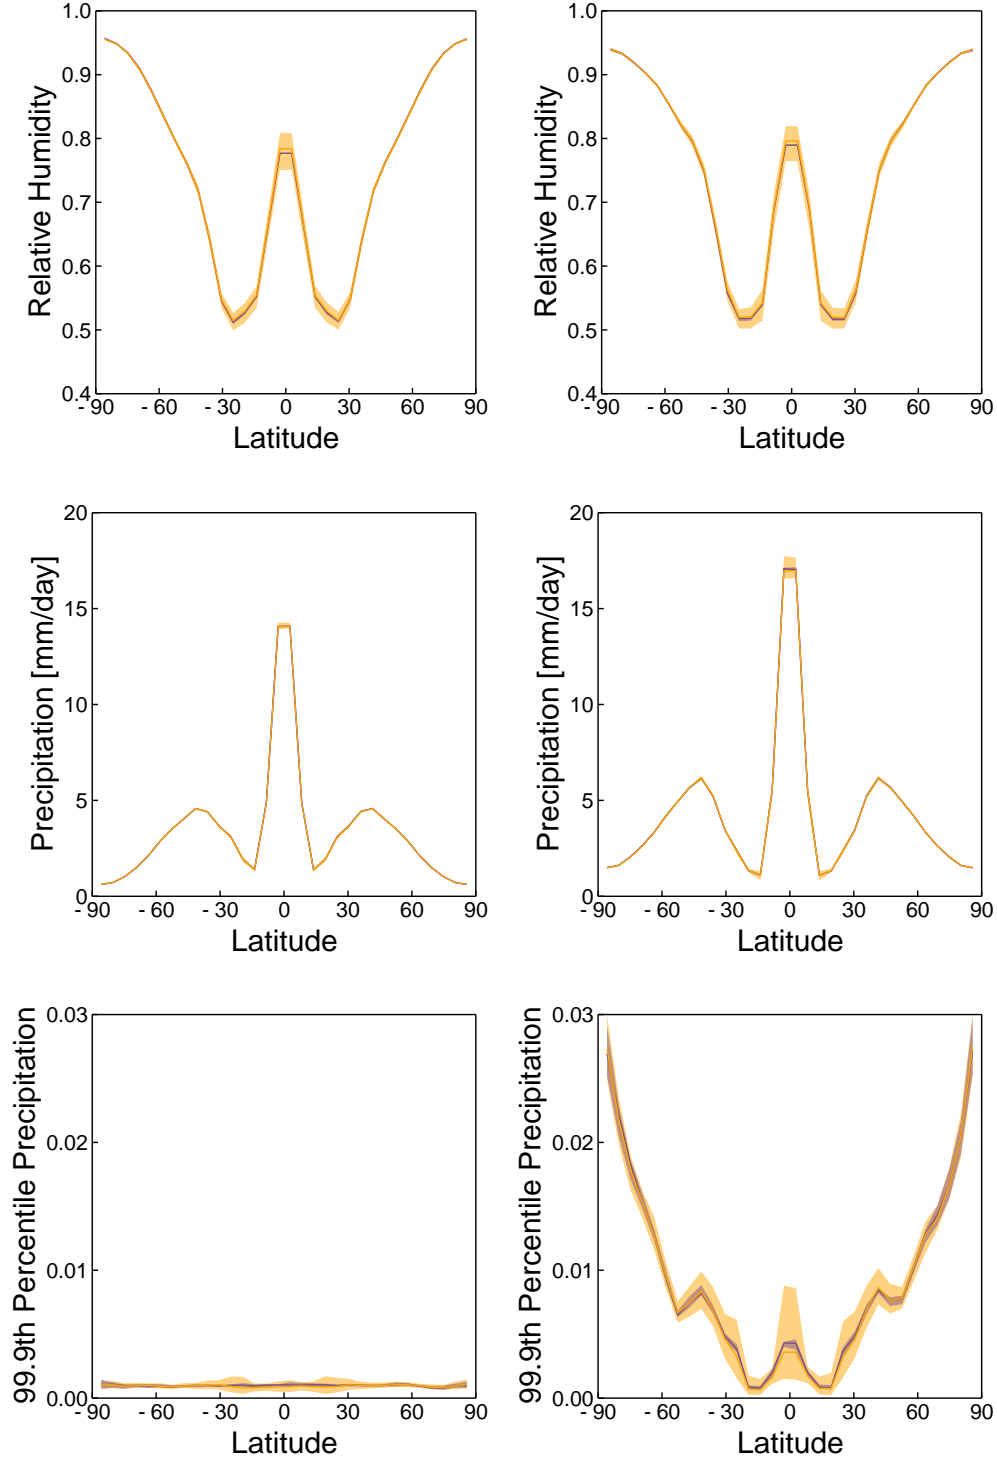 1.0
0.9
0.8
0.7
0.6
0.5
0.4
Relative Humidity
- 90 - 60 - 30 0 30 60 90
Latitude
1.0
0.9
0.8
0.7
0.6
0.5
0.4
Relative Humidity
- 90 - 60 - 30 0 30 60 90
Latitude
20
15
10
5
0
Precipitation [mm/day]
- 90 - 60 - 30 0 30 60 90
Latitude
20
15
10
5
0
Precipitation [mm/day]
- 90 - 60 - 30 0 30 60 90
Latitude
0.03
0.02
0.01
0.00
99.9th Percentile Precipitation
- 90 - 60 - 30 0 30 60 90
Latitude
0.03
0.02
0.01
0.00
99.9th Percentile Precipitation
- 90 - 60 - 30 0 30 60 90
Latitude